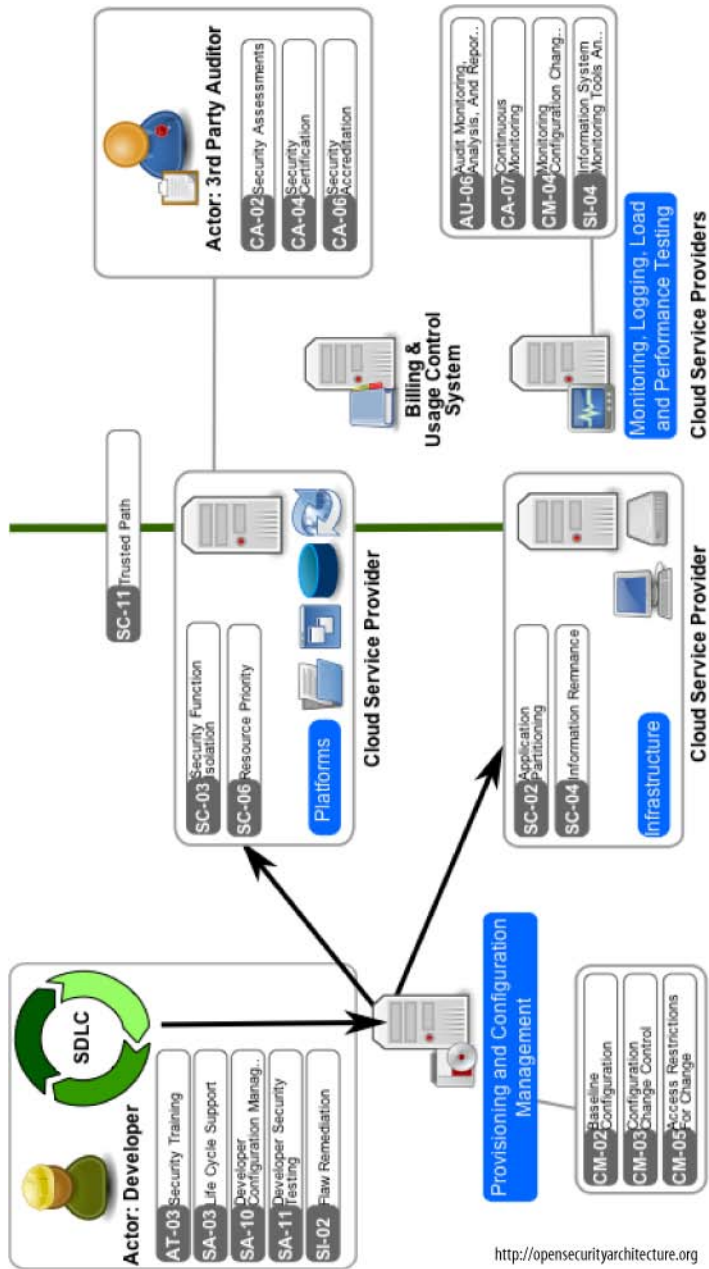 SDLC
Actor: Developer
AT-03 Security Training
SA-03 Life Cycle Support
SA-10 Developer
Configuration Manag..
SA-11 Developer Security
Testing
SI-02 Flaw Remediation
Provisioning and Configuration
Management
CM-02 Baseline
Configuration
CM-03 Configuration
Change Control
CM-05 Access Restrictions
For Change
SC-11 Trusted Path
SC-03 Security Function
Isolation
SC-06 Resource Priority
Platforms
Cloud Service Provider
SC-02 Application
Partitioning
SC-04 Information Remnance
Infrastructure
Cloud Service Provider
Actor: 3rd Party Auditor
CA-02 Security Assessments
CA-04 Security
Certification
CA-06 Security
Accreditation
Billing &
Usage Control
System
AU-06 Audit Monitoring,
Analysis, And Repor..
CA-07 Continuous
Monitoring
CM-04 Monitoring
Configuration Chang..
SI-04 Information System
Monitoring Tools An..
Monitoring, Logging, Load
and Performance Testing
Cloud Service Providers
http://opensecurityarchitecture.org